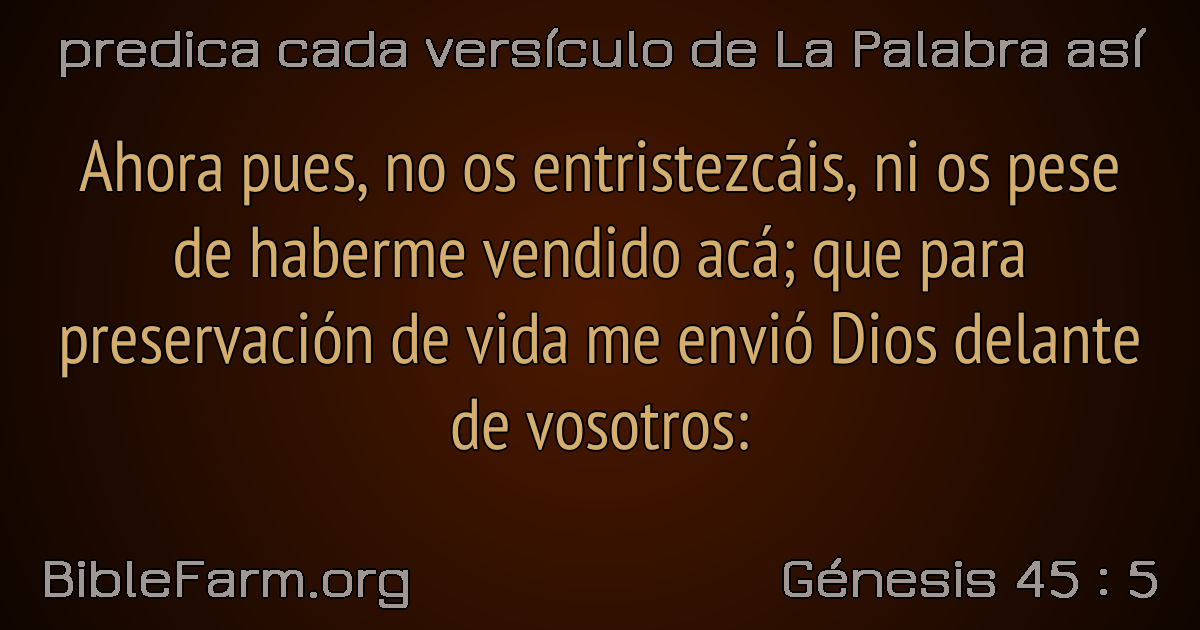 predica cada versículo de La Palabra así
Ahora pues, no os entristezcáis, ni os pese
de haberme vendido acá; que para
preservación de vida me envió Dios delante
de vosotros:
BibleFarm.org
Génesis 45 : 5